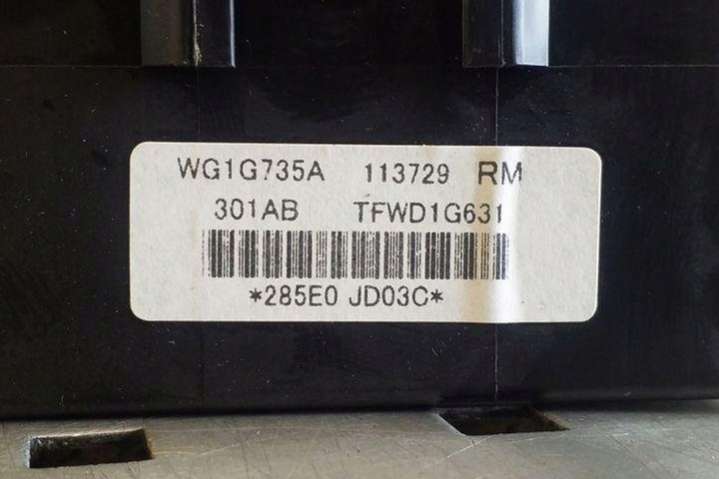 WG1G735A 113729 RM
301AB TFWD1G631
*285E0 JD03C*